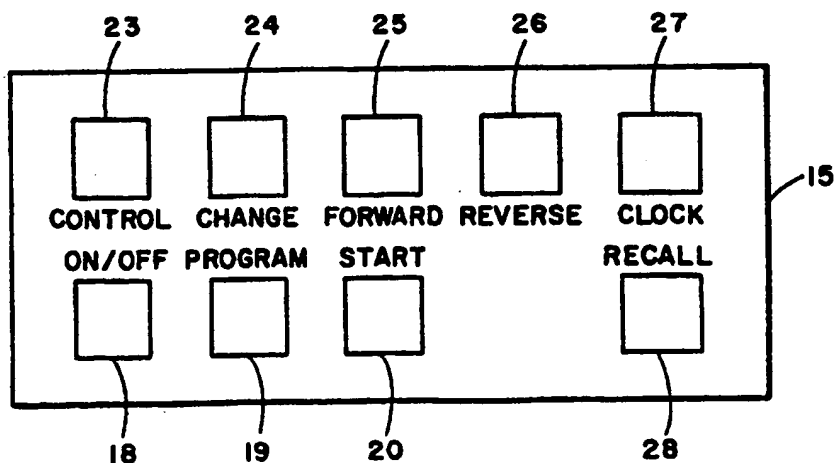 23 24 25 26 27
15
CONTROL CHANGE FORWARD REVERSE CLOCK
ON/OFF PROGRAM START RECALL
18 19 20 28